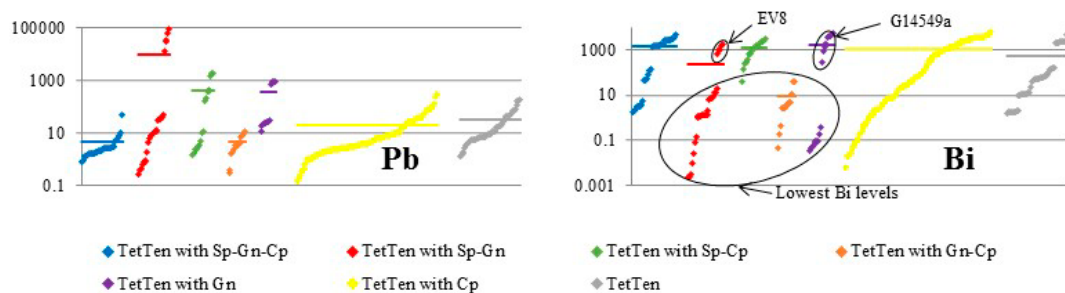 100000
1000
10
0.1
Pb
EV8
G14549a
1000
10
0.1
0.001
Bi
Lowest Bi levels
TetTen with Sp-Gn-Cp
TetTen with Sp-Gn
TetTen with Sp-Cp
TetTen with Gn-Cp
TetTen with Gn
TetTen with Cp
TetTen